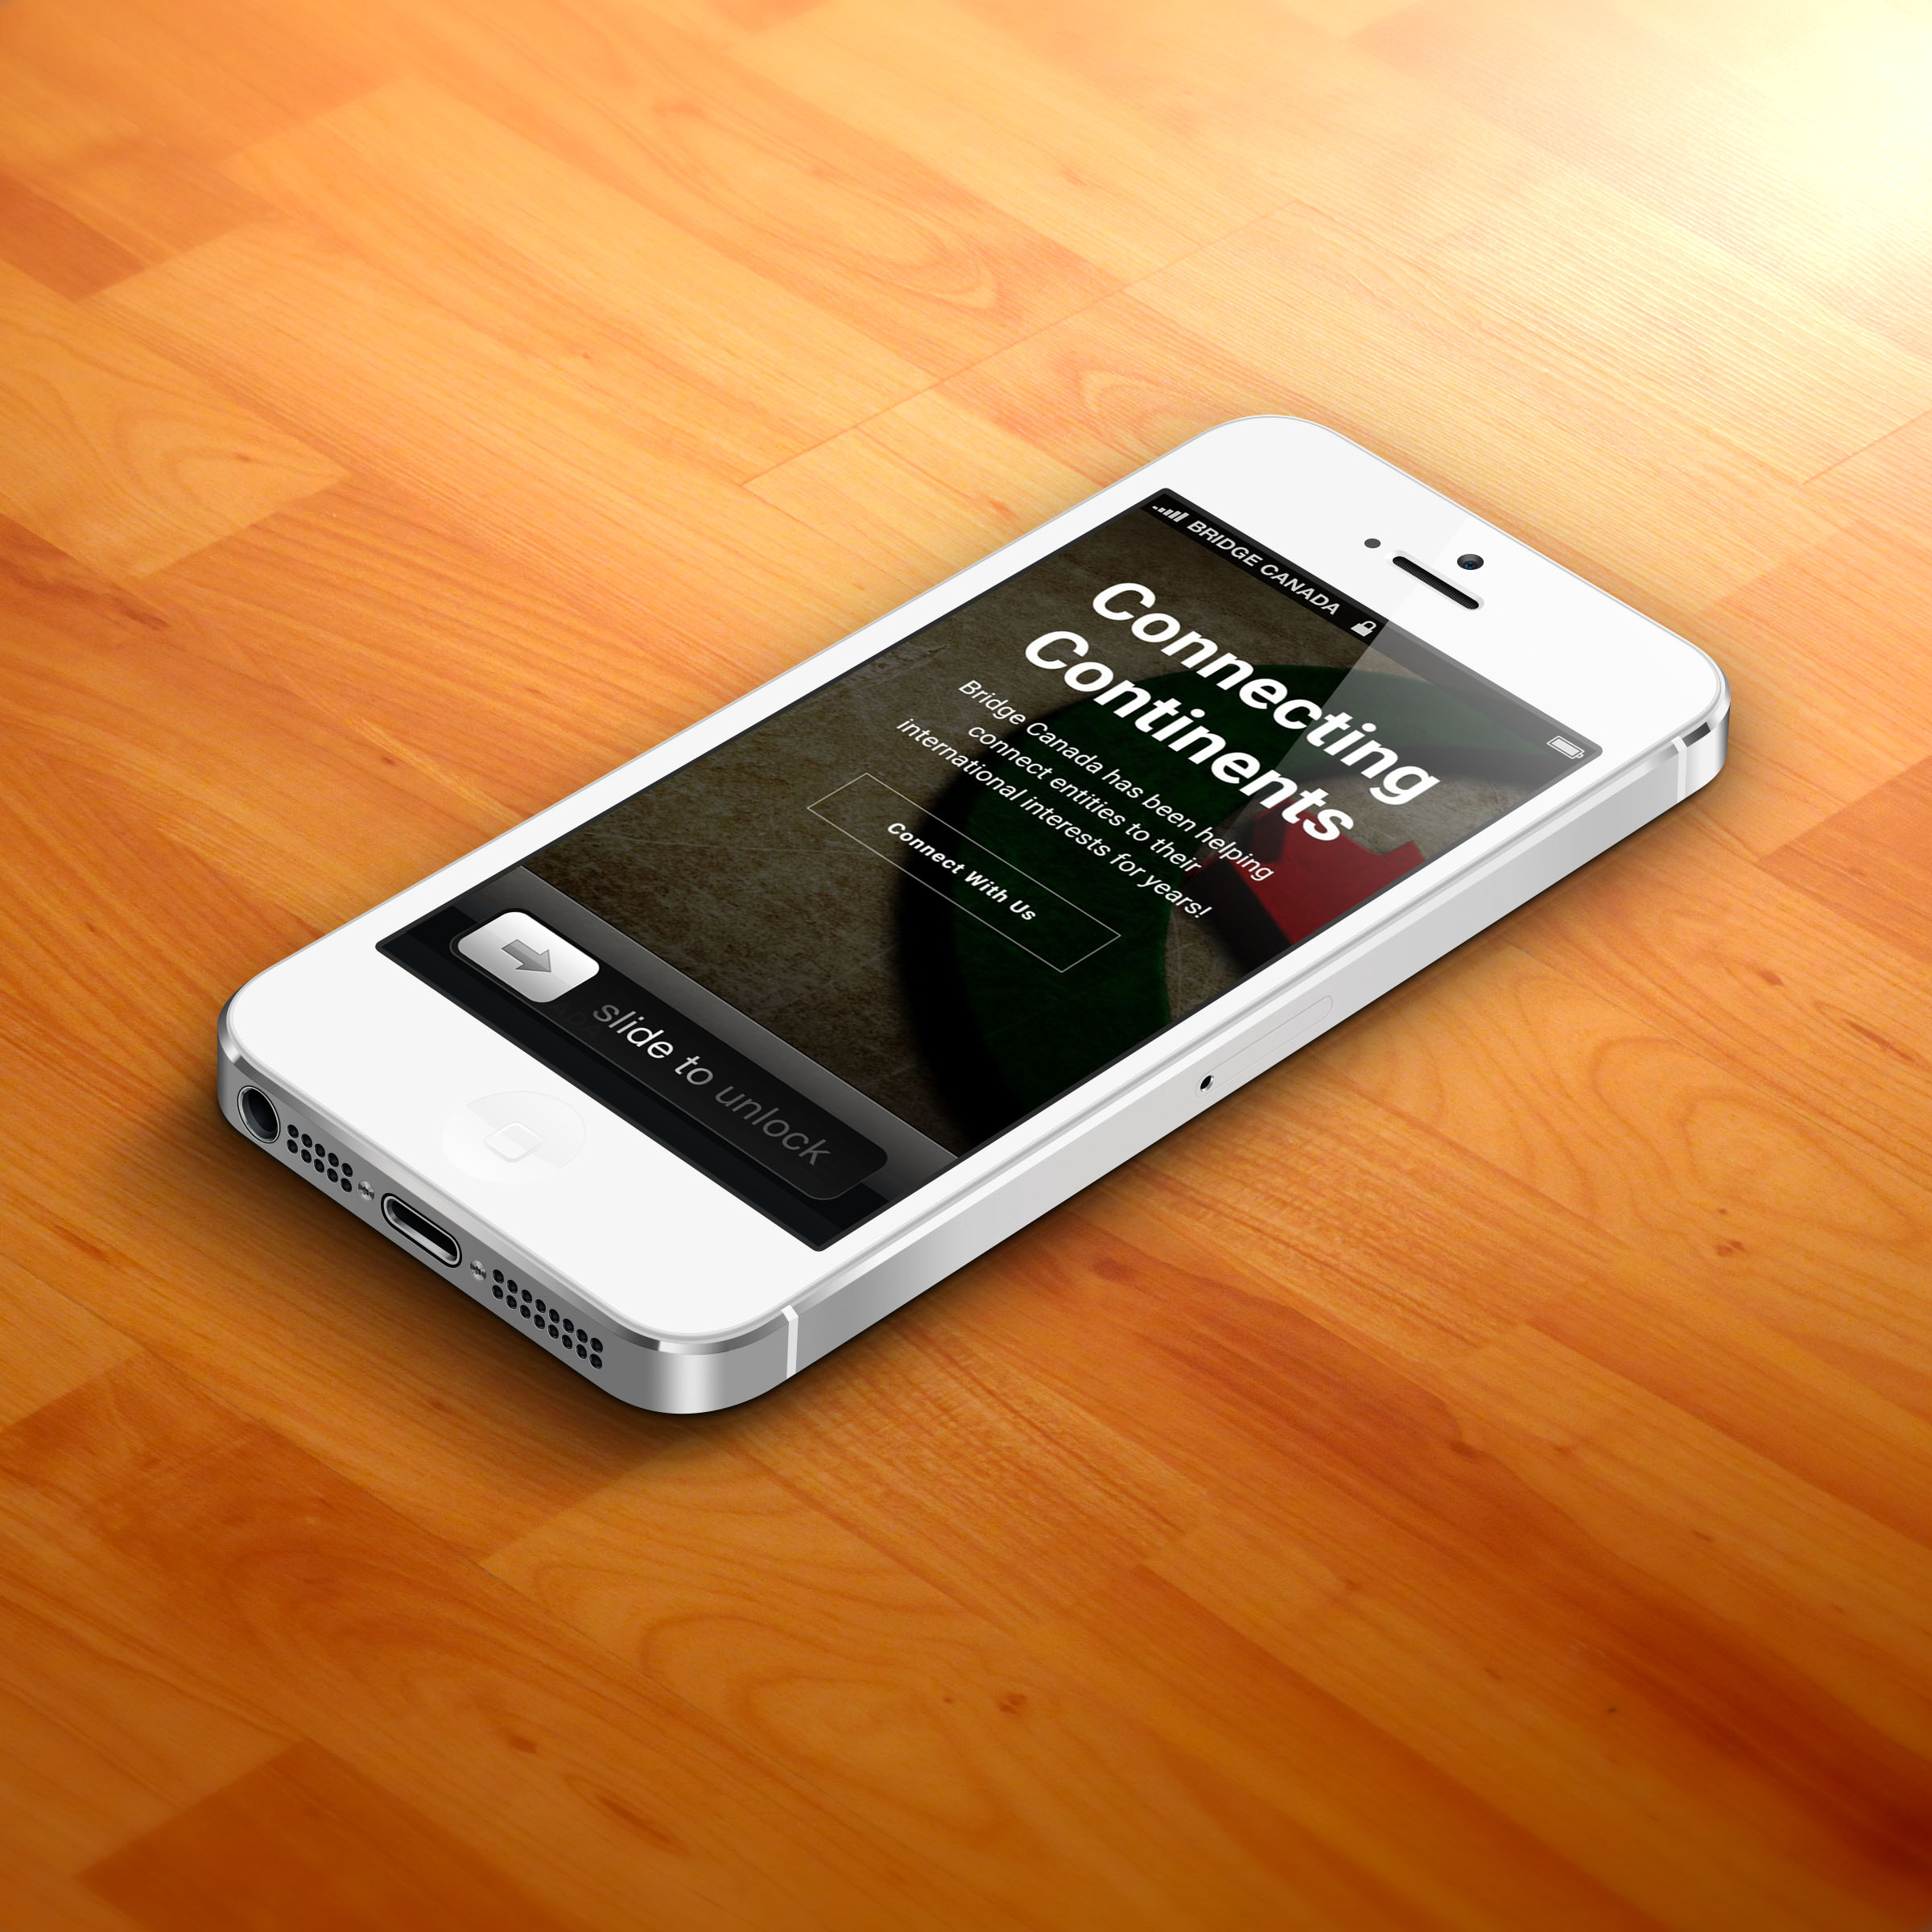 BRIDGE CANADA
Connecting
Continents
Bridge Canada has been helping
connect entities to their
international interests for years!
Connect With Us
slide to unlock